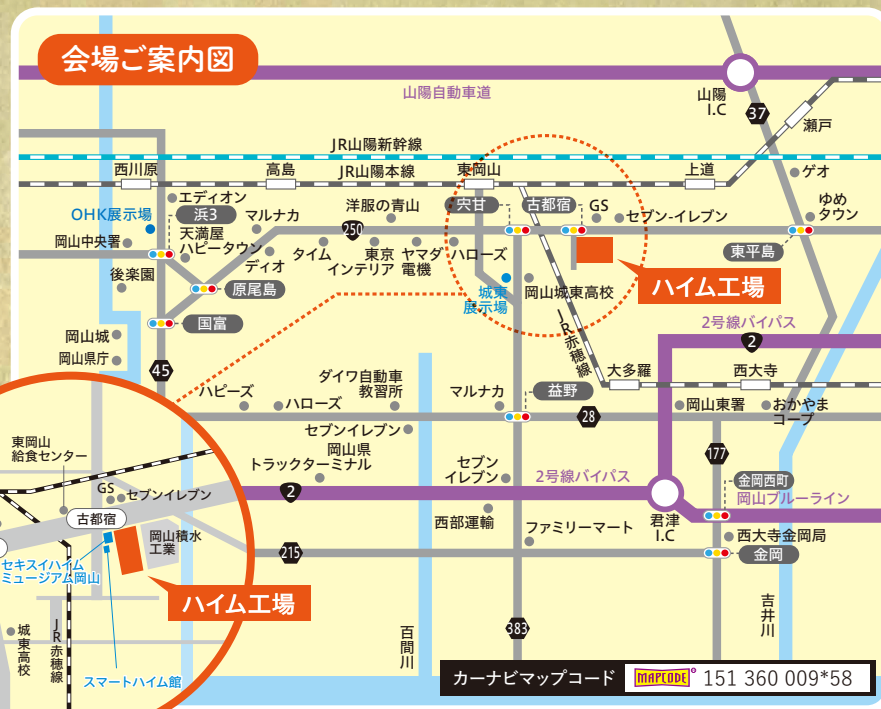 会場ご案内図
山陽自動車道
山陽
I.C
37
瀬戸
JR山陽新幹線
西川原
高島
JR山陽本線
東岡山
上道
ゲオ
エディオン
浜3
マルナカ
洋服の青山
宍甘
古都宿
GS
セブン-イレブン
ゆめ
タウン
OHK展示場
岡山中央署
天満屋
ハピータウン
250
タイム
東京
インテリア
ヤマダ
電機
ハローズ
東平島
後楽園
ディオ
原尾島
城東
展示場
岡山城東高校
ハイム工場
国富
2号線バイパス
2
岡山城
岡山県庁
JR赤穂線
45
大多羅
西大寺
ハピーズ
ハローズ
ダイワ自動車
教習所
マルナカ
益野
28
岡山東署
おかやま
コープ
セブンイレブン
岡山県
トラックターミナル
セブン
イレブン
177
2
2号線バイパス
金岡西町
岡山ブルーライン
西部運輸
ファミリーマート
君津
I.C
西大寺金岡局
金岡
215
東岡山
給食センター
GS
セブンイレブン
古都宿
岡山積水
工業
セキスイハイム
ミュージアム岡山
ハイム工場
城東高校
JR赤穂線
スマートハイム館
百間川
383
吉井川
カーナビマップコード
MAPCODE
151 360 009*58